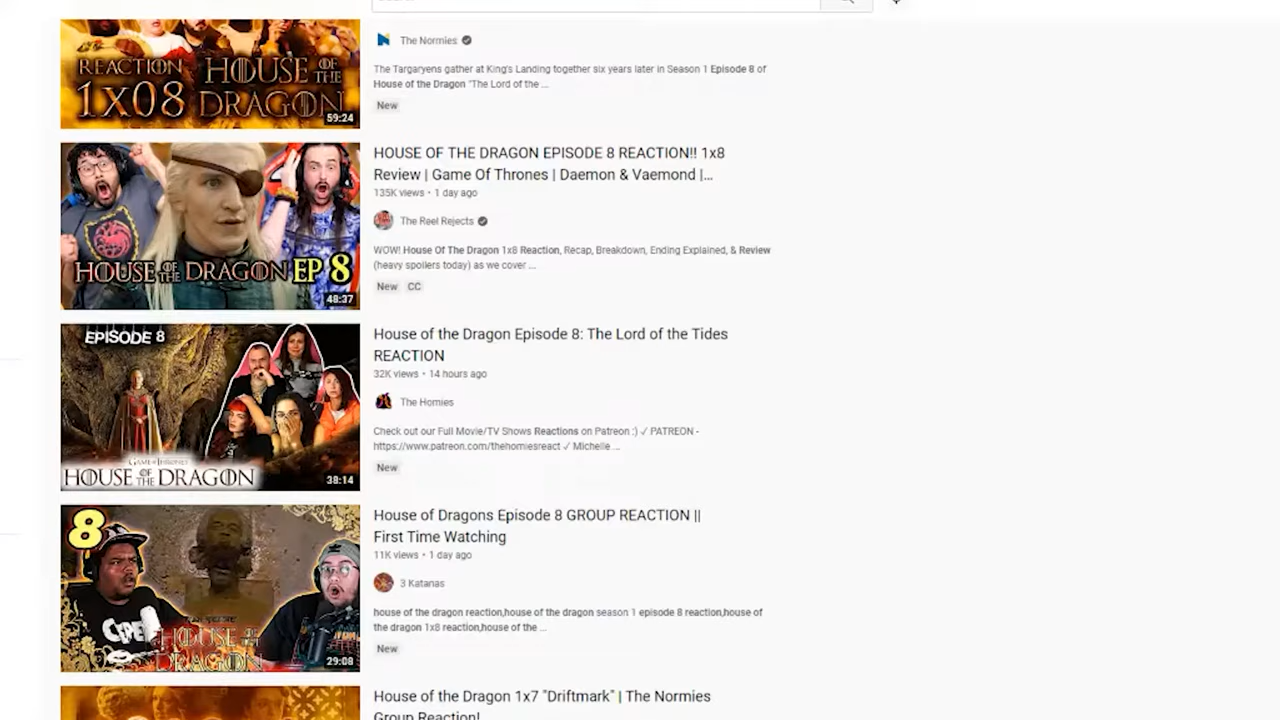 REACTION HOUSE OF THE
1x08 DRAGON
59:24
The Normies
The Targaryens gather at King's Landing together six years later in Season 1 Episode 8 of
House of the Dragon "The Lord of the ...
New
HOUSE OF THE DRAGON EP 8
48:37
HOUSE OF THE DRAGON EPISODE 8 REACTION!! 1x8
Review | Game Of Thrones | Daemon & Vaemond |...
135K views • 1 day ago
The Reel Rejects
WOW! House Of The Dragon 1x8 Reaction, Recap, Breakdown, Ending Explained, & Review
(heavy spoilers today) as we cover ...
New CC
EPISODE 8
GAME OF THRONES
HOUSE OF THE DRAGON
38:14
House of the Dragon Episode 8: The Lord of the Tides
REACTION
32K views • 14 hours ago
The Homies
Check out our Full Movie/TV Shows Reactions on Patreon :) ✓ PATREON -
https://www.patreon.com/thehomiesreact ✓ Michelle ...
New
8
HOUSE OF THE
DRAGON
29:08
House of Dragons Episode 8 GROUP REACTION ||
First Time Watching
11K views • 1 day ago
3 Katanas
house of the dragon reaction,house of the dragon season 1 episode 8 reaction,house of
the dragon 1x8 reaction,house of the ...
New
House of the Dragon 1x7 "Driftmark" | The Normies
Group Reaction!